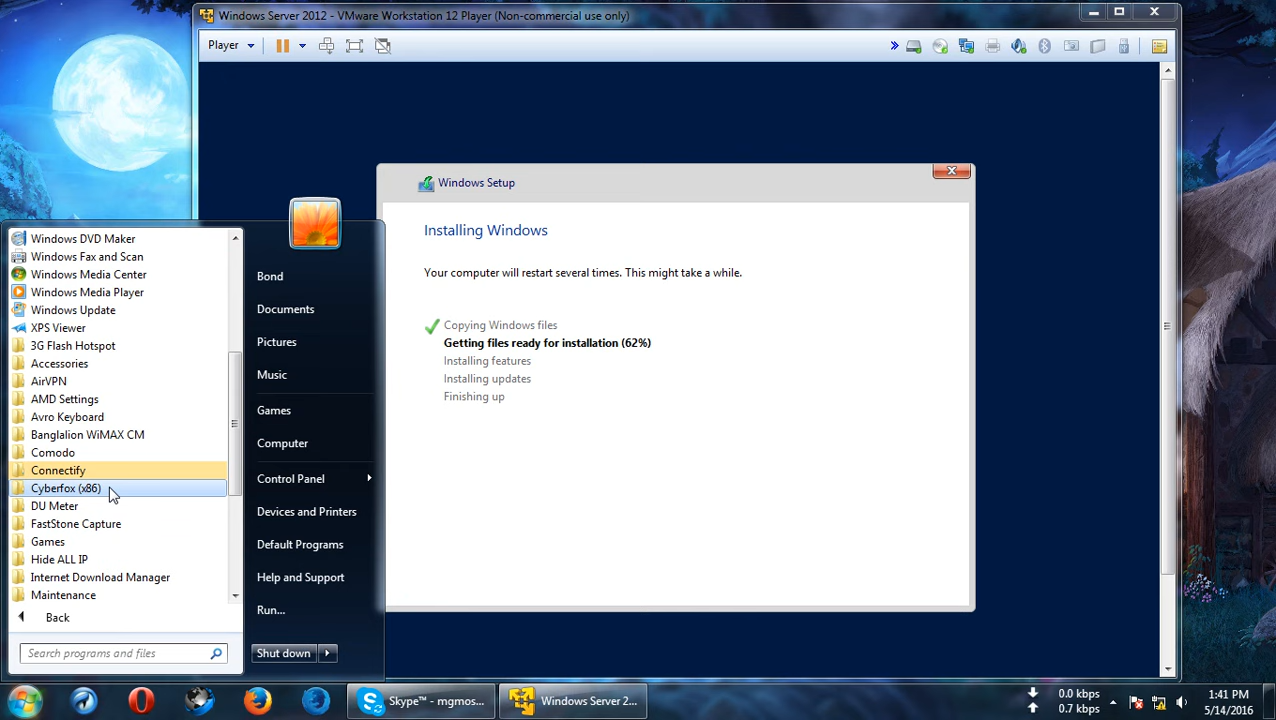 Windows Server 2012 - VMware Workstation 12 Player (Non-commercial use only)
Player
Windows Setup
Installing Windows
Your computer will restart several times. This might take a while.
Copying Windows files
Getting files ready for installation (62%)
Installing features
Installing updates
Finishing up
Windows DVD Maker
Windows Fax and Scan
Windows Media Center
Windows Media Player
Windows Update
XPS Viewer
3G Flash Hotspot
Accessories
AirVPN
AMD Settings
Avro Keyboard
Banglalion WiMAX CM
Comodo
Connectify
Cyberfox (x86)
DU Meter
FastStone Capture
Games
Hide ALL IP
Internet Download Manager
Maintenance
Back
Search programs and files
Bond
Documents
Pictures
Music
Games
Computer
Control Panel
Devices and Printers
Default Programs
Help and Support
Run...
Shut down
Skype™ - mgmos...
Windows Server 2...
0.0 kbps
0.7 kbps
1:41 PM
5/14/2016